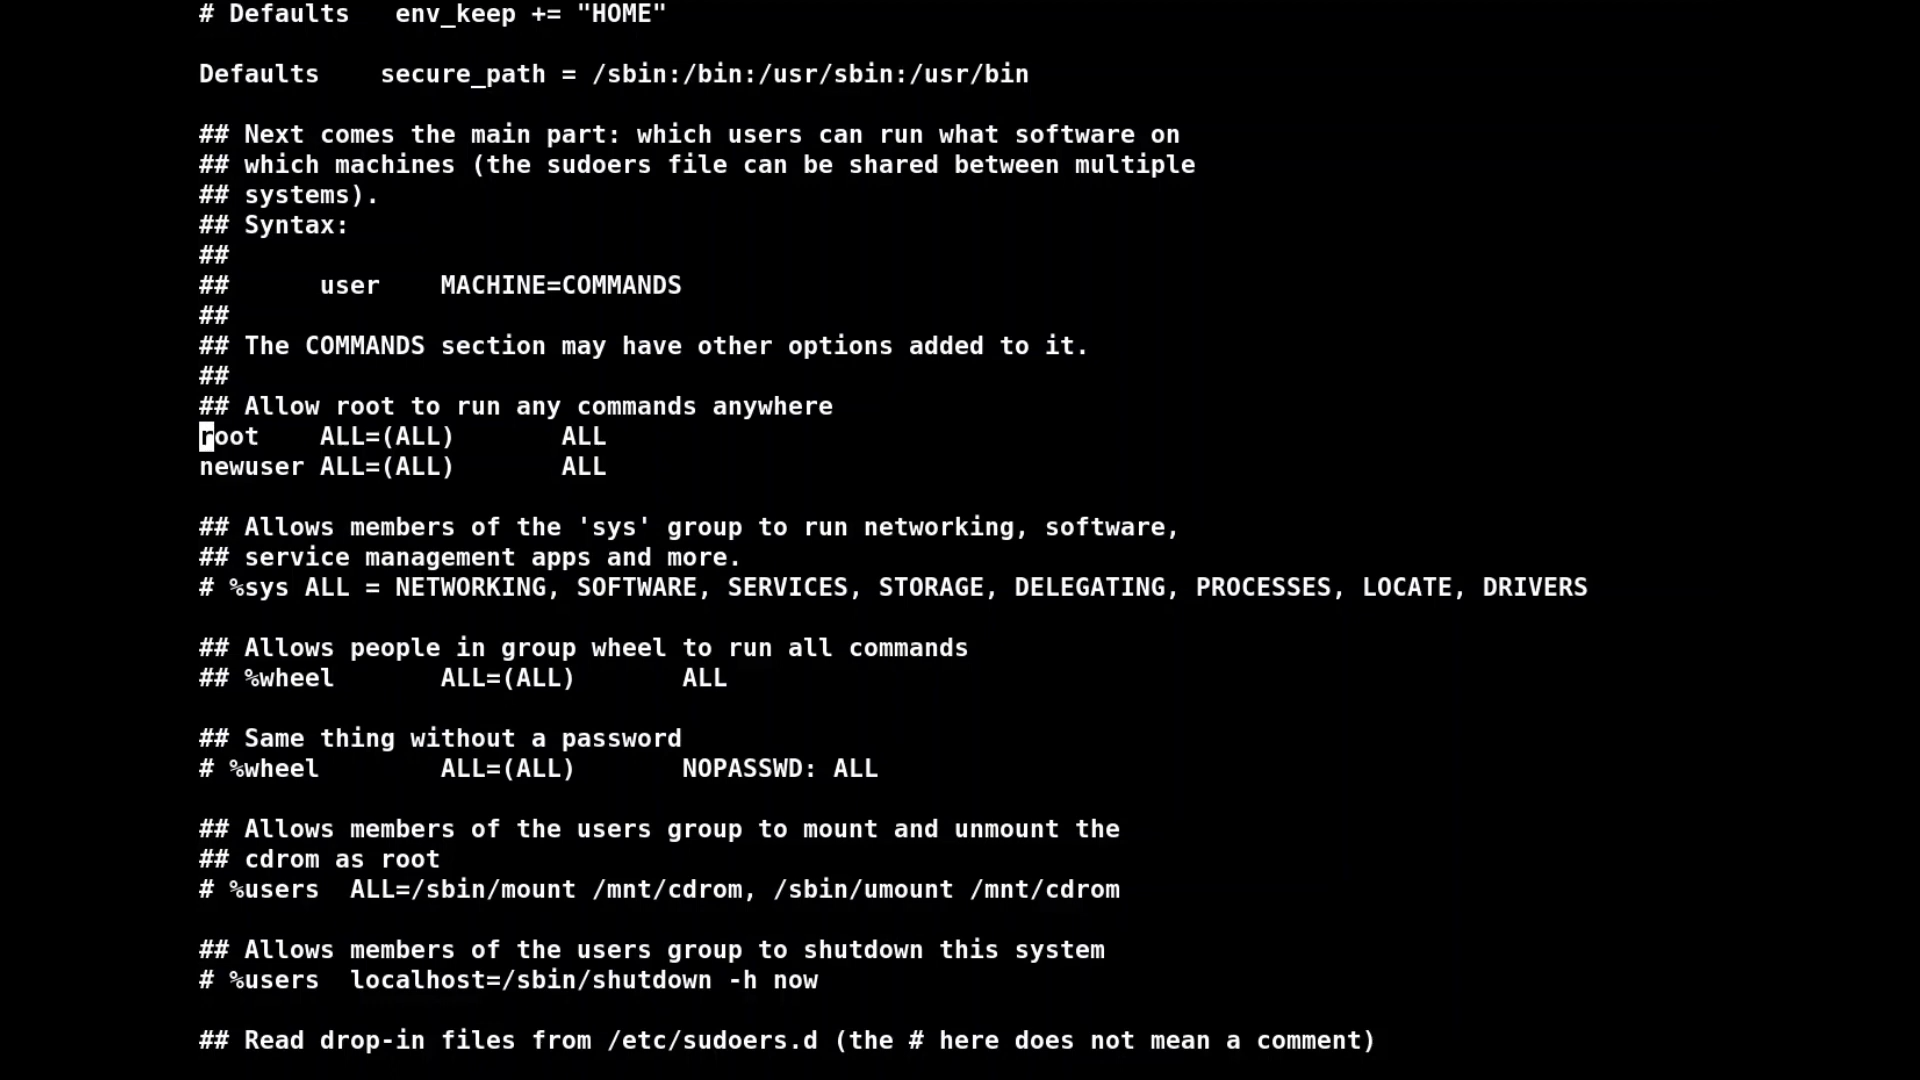 # Defaults   env_keep += "HOME"
Defaults    secure_path = /sbin:/bin:/usr/sbin:/usr/bin
## Next comes the main part: which users can run what software on
## which machines (the sudoers file can be shared between multiple
## systems).
## Syntax:
##
##      user    MACHINE=COMMANDS
##
## The COMMANDS section may have other options added to it.
##
## Allow root to run any commands anywhere
root    ALL=(ALL)       ALL
newuser ALL=(ALL)       ALL
## Allows members of the 'sys' group to run networking, software,
## service management apps and more.
# %sys ALL = NETWORKING, SOFTWARE, SERVICES, STORAGE, DELEGATING, PROCESSES, LOCATE, DRIVERS
## Allows people in group wheel to run all commands
## %wheel       ALL=(ALL)       ALL
## Same thing without a password
# %wheel        ALL=(ALL)       NOPASSWD: ALL
## Allows members of the users group to mount and unmount the
## cdrom as root
# %users  ALL=/sbin/mount /mnt/cdrom, /sbin/umount /mnt/cdrom
## Allows members of the users group to shutdown this system
# %users  localhost=/sbin/shutdown -h now
## Read drop-in files from /etc/sudoers.d (the # here does not mean a comment)